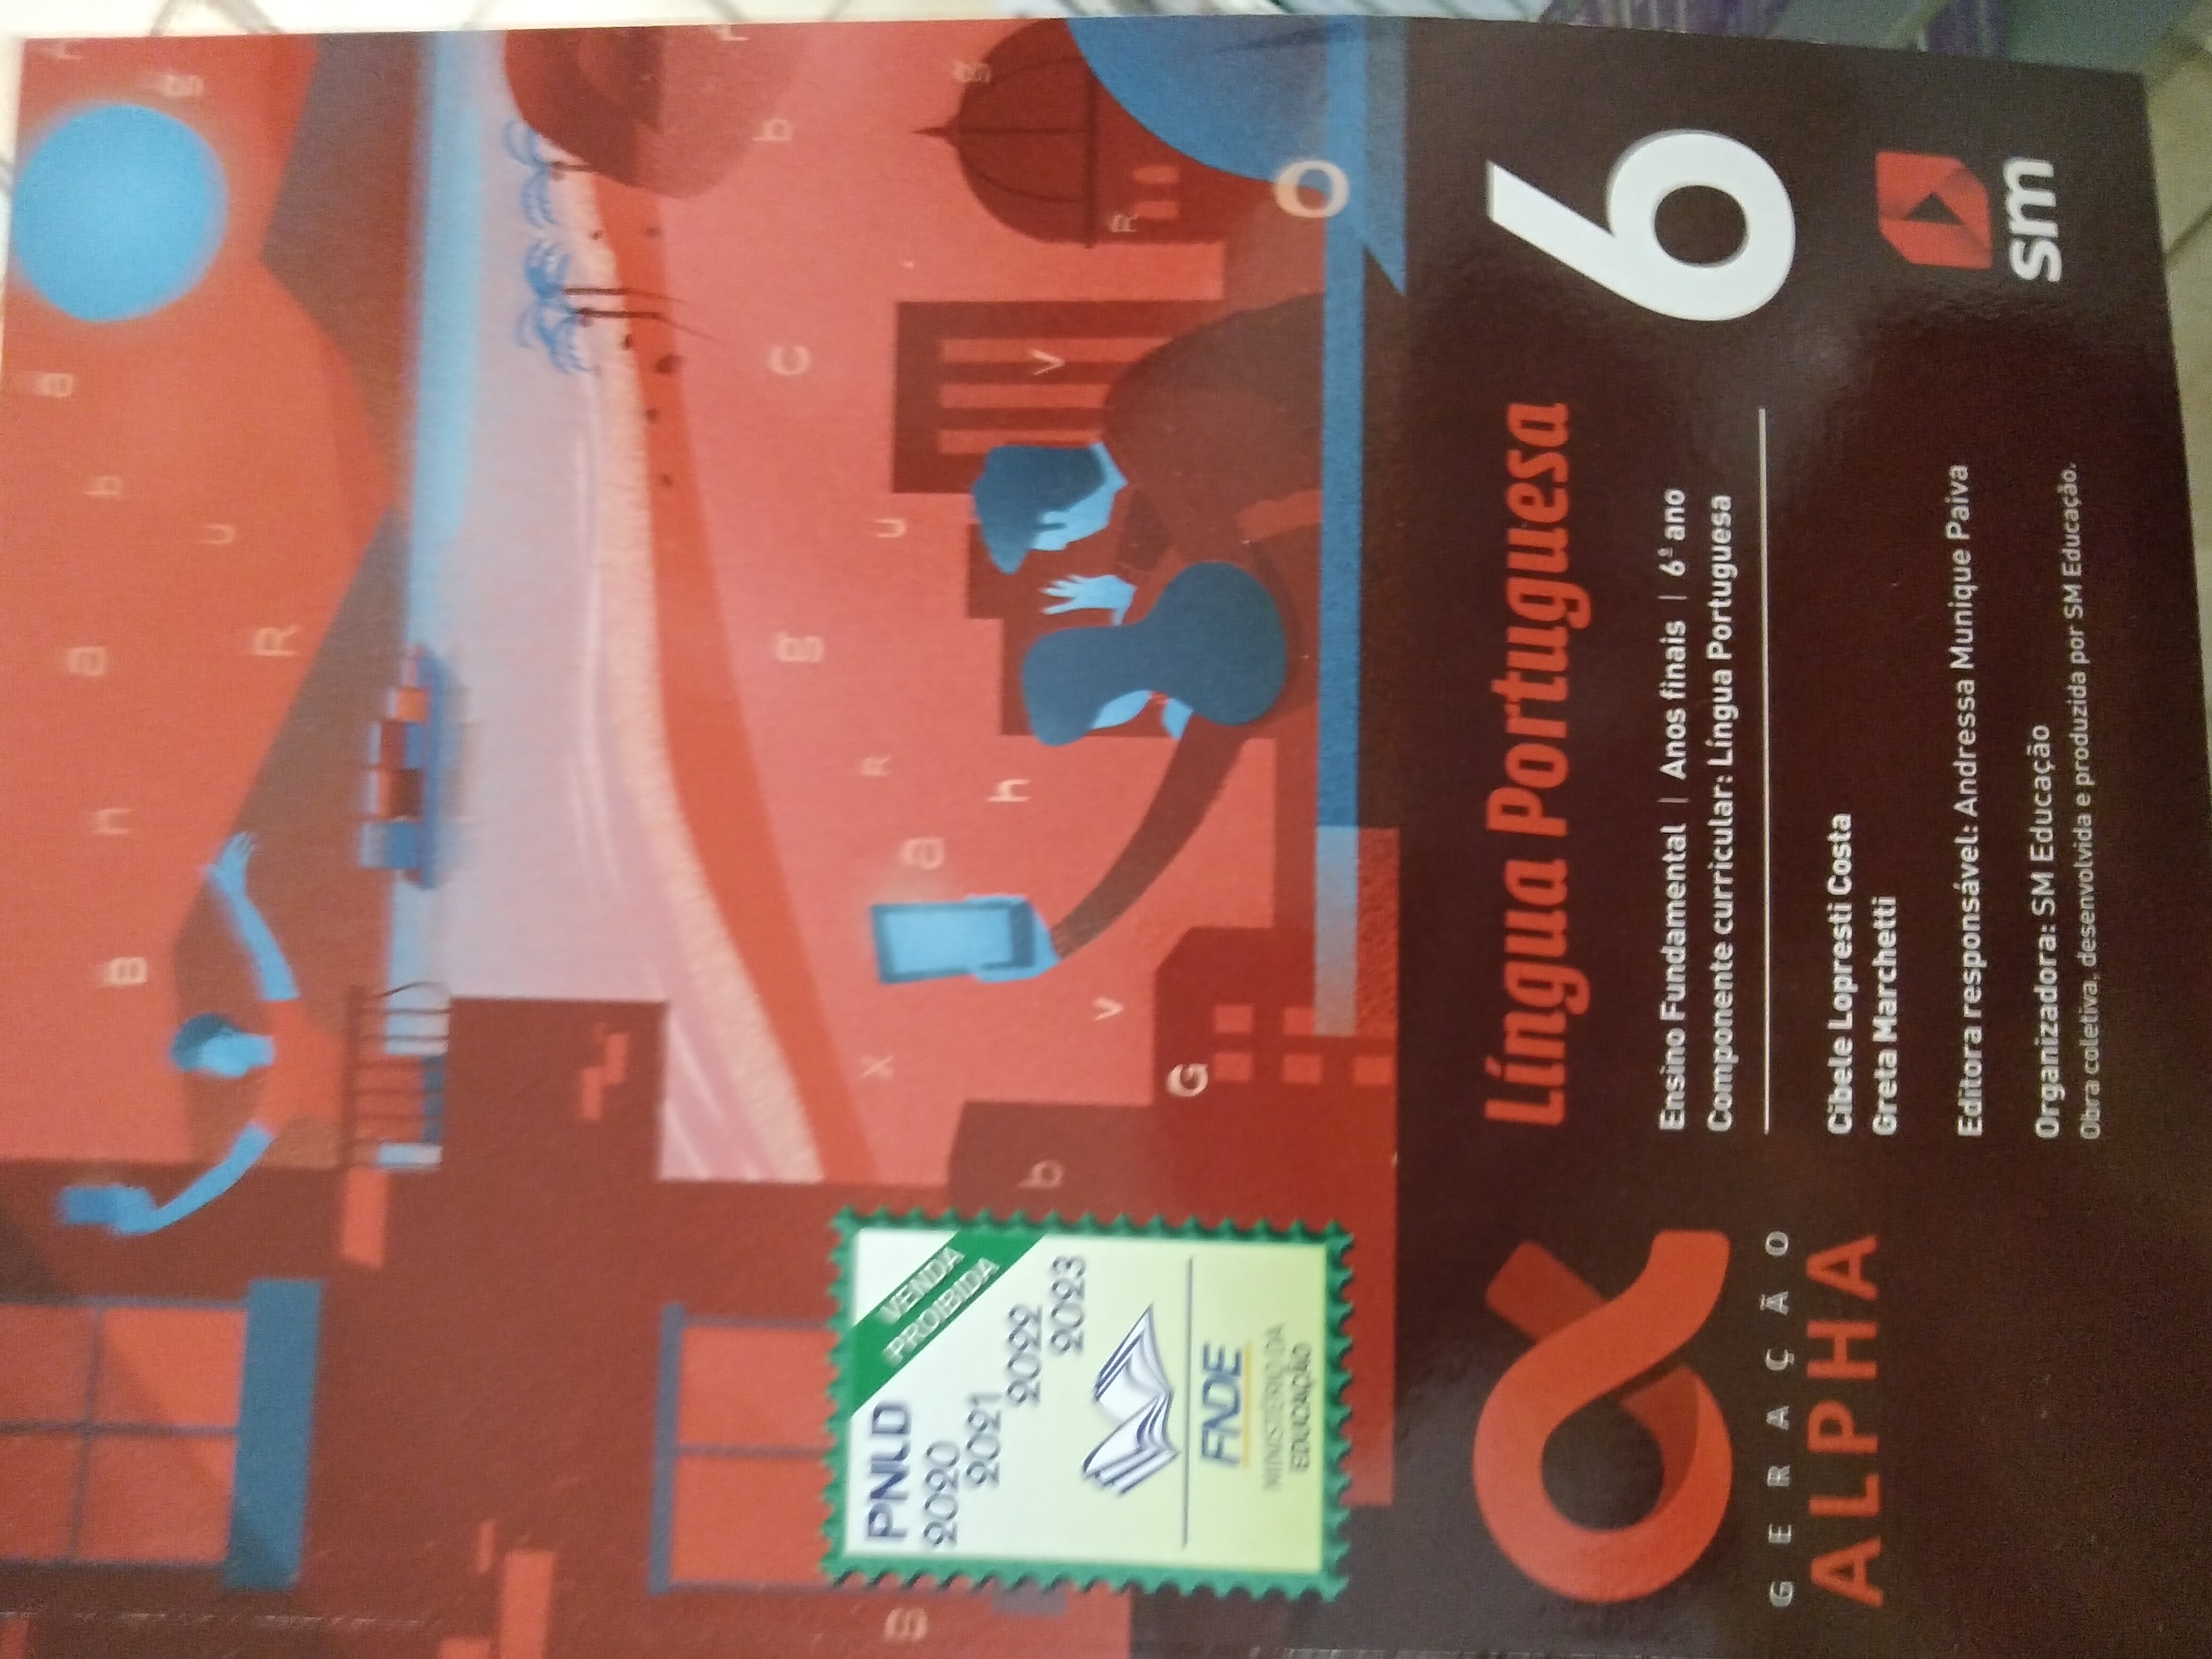 PNLD
VENDA
PROIBIDA
2020
2021
2022
2023
FNDE
MINISTÉRIO DA
EDUCAÇÃO
B n a b a
g
u
R
g c b
x a R u
B
h
g
b
v
v
R
G
O
Língua Portuguesa
6
Ensino Fundamental | Anos finais | 6º ano
Componente curricular: Língua Portuguesa
GERAÇÃO
ALPHA
Cibele Lopresti Costa
Greta Marchetti
Editora responsável: Andressa Munique Paiva
Organizadora: SM Educação
Obra coletiva, desenvolvida e produzida por SM Educação.
sm